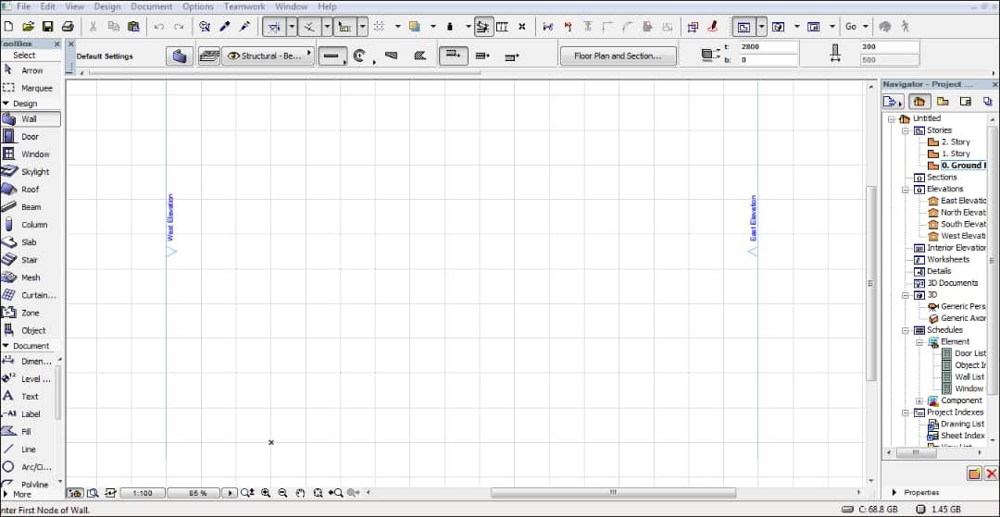 File Edit View Design Document Options Teamwork Window Help
Go
oolBox
Select
Arrow
Marquee
Design
Wall
Door
Window
Skylight
Roof
Beam
Column
Slab
Stair
Mesh
Curtain...
Zone
Object
Document
Dimen...
Level ...
Text
Label
Fill
Line
Arc/Ci...
Polyline
More
Default Settings
Structural - Be...
Floor Plan and Section...
t: 2800
b: 0
300
500
West Elevation
East Elevation
Navigator - Project ...
Untitled
Stories
2. Story
1. Story
0. Ground
Sections
Elevations
East Elevatio
North Elevat
South Elevat
West Elevati
Interior Elevation
Worksheets
Details
3D Documents
3D
Generic Pers
Generic Axon
Schedules
Element
Door List
Object In
Wall List
Window
Component
Project Indexes
Drawing List
Sheet Index
View List
Properties
1:100
85 %
nter First Node of Wall.
C: 68.8 GB
1.45 GB